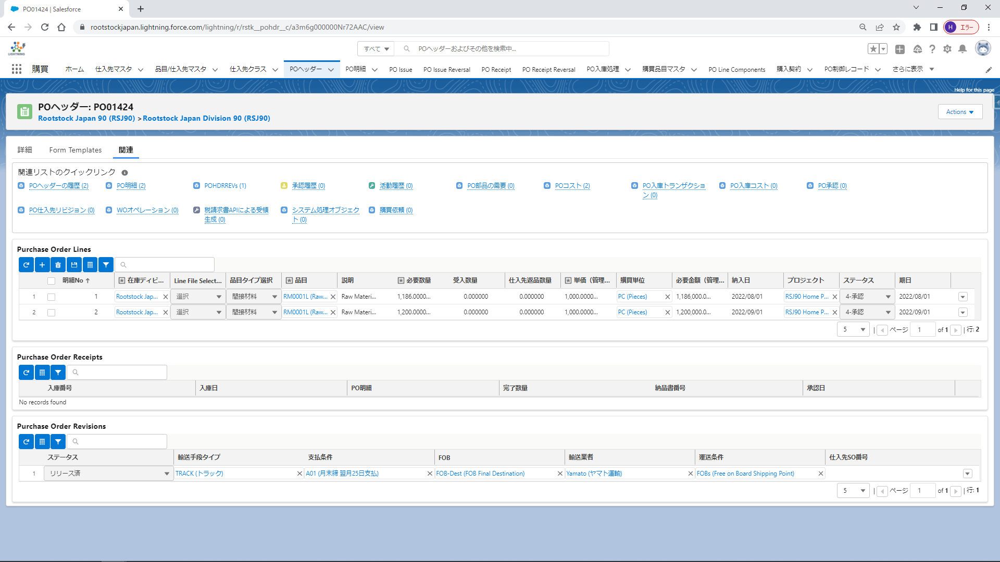 PO01424 | Salesforce
rootstockjapan.lightning.force.com/lightning/r/rstk__pohdr__c/a3m6g000000Nr72AAC/view
H エラー
LIGHTNING
すべて
POヘッダーおよびその他を検索中...
購買 ホーム 仕入先マスタ 品目/仕入先マスタ 仕入先クラス POヘッダー PO明細 PO Issue PO Issue Reversal PO Receipt PO Receipt Reversal PO入庫処理 購買品目マスタ PO Line Components 購入契約 PO制御レコード さらに表示
Help for this page
POヘッダー: PO01424
Rootstock Japan 90 (RSJ90) > Rootstock Japan Division 90 (RSJ90)
Actions
詳細 Form Templates 関連
関連リストのクイックリンク
POヘッダーの履歴 (2) PO明細 (2) POHDRREVs (1) 承認履歴 (0) 活動履歴 (0) PO部品の需要 (0) POコスト (2) PO入庫トランザクション (0) PO入庫コスト (0) PO承認 (0)
PO仕入先リビジョン (0) WOオペレーション (0) 税請求書APIによる受領生成 (0) システム処理オブジェクト (0) 購買依頼 (0)
Purchase Order Lines
明細No 在庫ディビ... Line File Select... 品目タイプ選択 品目 説明 必要数量 受入数量 仕入先返品数量 単価（管理... 購買単位 必要金額（管理... 納入日 プロジェクト ステータス 期日
1 1 Rootstock Jap... 選択 間接材料 RM0001L (Raw... Raw Materi... 1,186.0000... 0.000000 0.000000 1,000.0000... PC (Pieces) 1,186,000.0... 2022/08/01 RSJ90 Home P... 4-承認 2022/08/01
2 2 Rootstock Jap... 選択 間接材料 RM0001L (Raw... Raw Materi... 1,200.0000... 0.000000 0.000000 1,000.0000... PC (Pieces) 1,200,000.0... 2022/09/01 RSJ90 Home P... 4-承認 2022/09/01
5 | ページ 1 of 1 | 行: 2
Purchase Order Receipts
入庫番号 入庫日 PO明細 完了数量 納品書番号 承認日
No records found
Purchase Order Revisions
ステータス 輸送手段タイプ 支払条件 FOB 輸送業者 運送条件 仕入先SO番号
1 リリース済 TRACK (トラック) A01 (月末締 翌月25日支払) FOB-Dest (FOB Final Destination) Yamato (ヤマト運輸) FOBs (Free on Board Shipping Point)
5 | ページ 1 of 1 | 行: 1